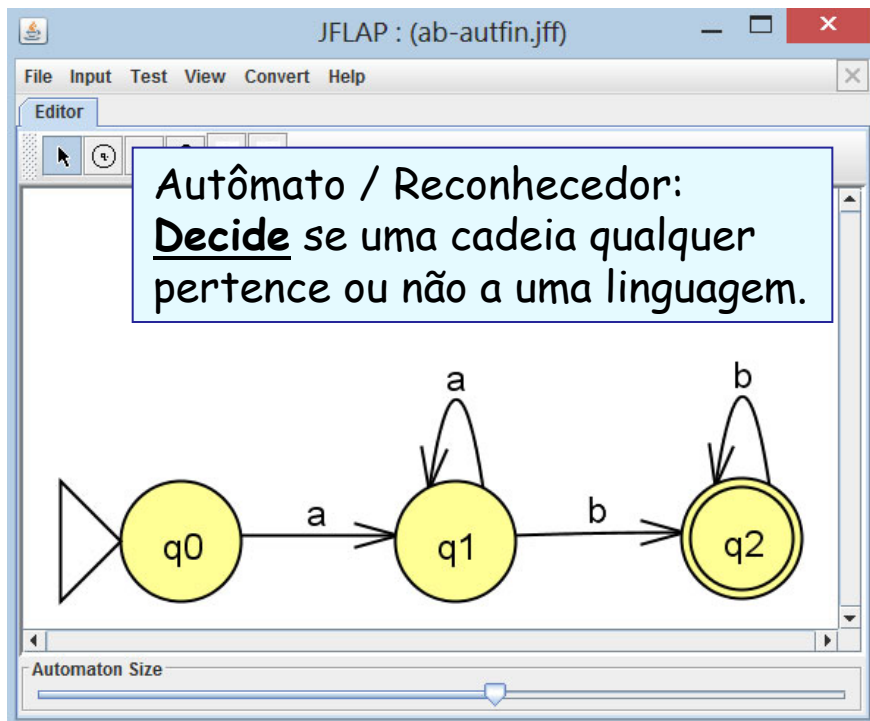 JFLAP : (ab-autfin.jff)
File Input Test View Convert Help
Editor
Autômato / Reconhecedor:
Decide se uma cadeia qualquer
pertence ou não a uma linguagem.
a b
a b
q0 q1 q2
Automaton Size